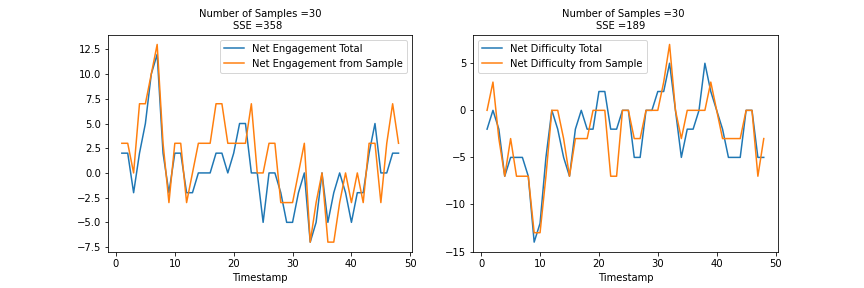 Number of Samples =30
SSE =358
Net Engagement Total
Net Engagement from Sample
12.5
10.0
7.5
5.0
2.5
0.0
−2.5
−5.0
−7.5
0
10
20
30
40
50
Timestamp
Number of Samples =30
SSE =189
Net Difficulty Total
Net Difficulty from Sample
5
0
−5
−10
−15
0
10
20
30
40
50
Timestamp